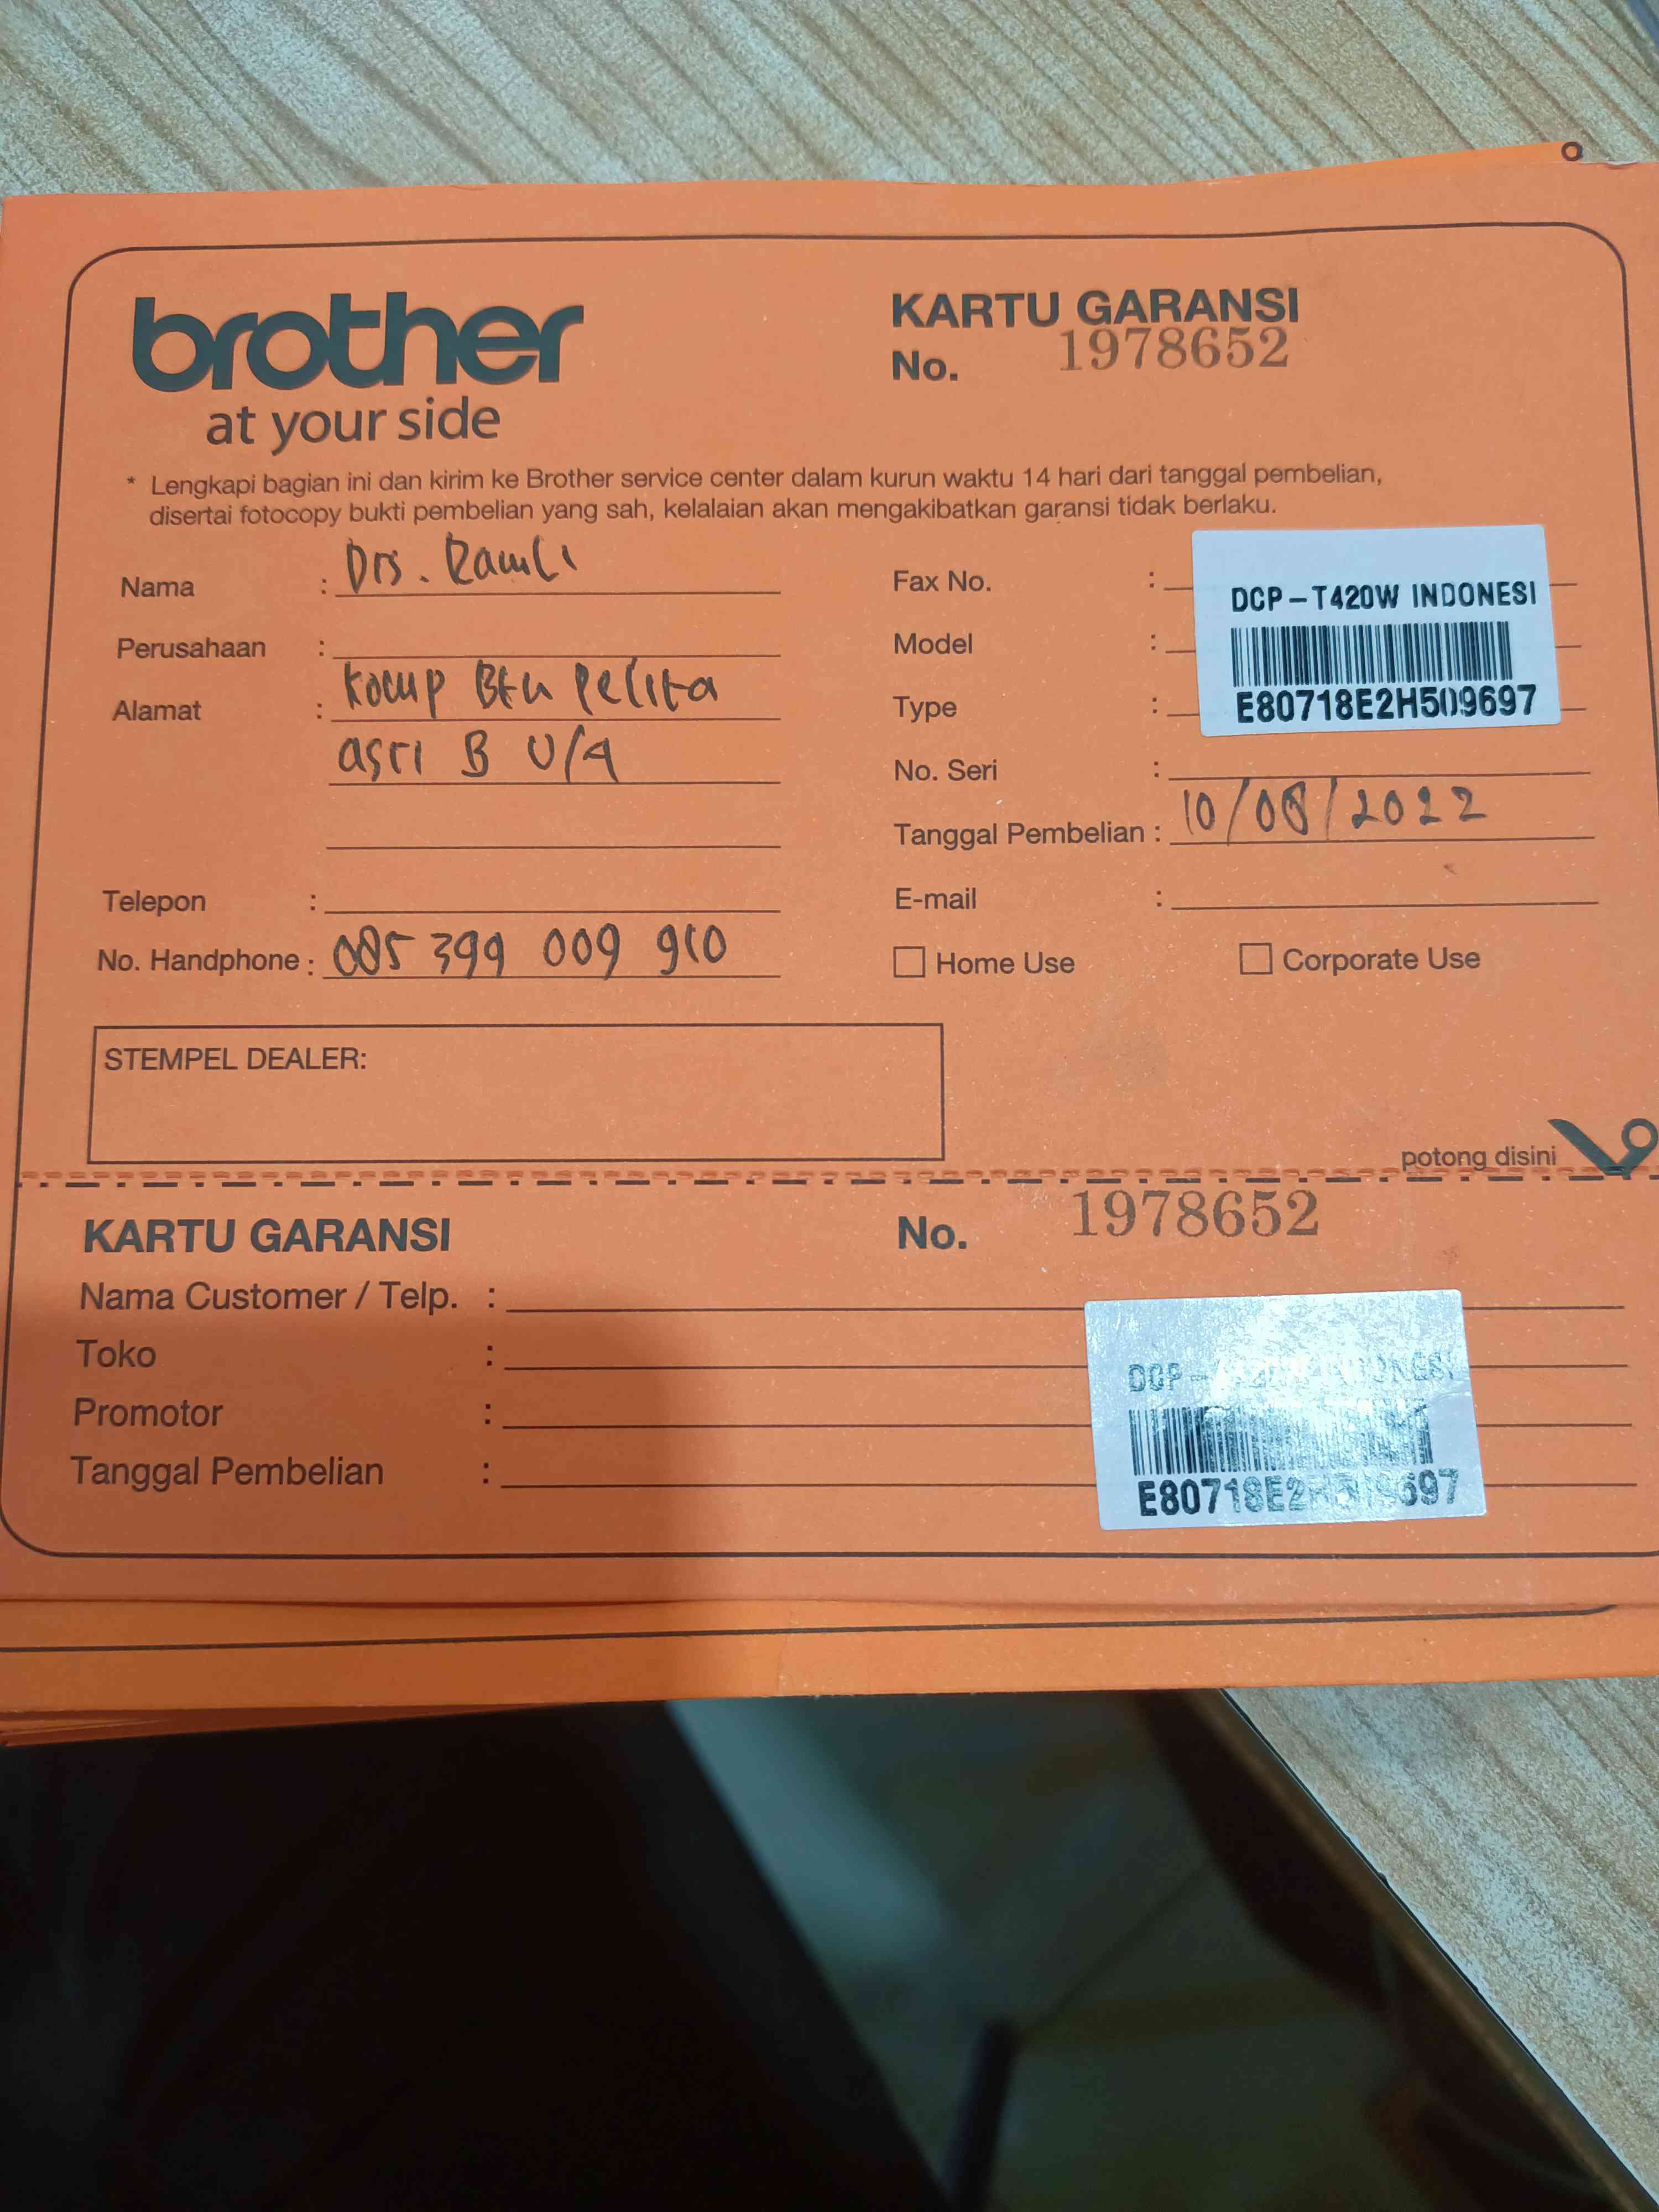 brother
at your side
KARTU GARANSI
No. 1978652
* Lengkapi bagian ini dan kirim ke Brother service center dalam kurun waktu 14 hari dari tanggal pembelian,
disertai fotocopy bukti pembelian yang sah, kelalaian akan mengakibatkan garansi tidak berlaku.
Nama : Drs. Ramli
Perusahaan :
Alamat : Komp Btn Pelita
asri B U/A
Telepon :
No. Handphone : 085 399 009 910
Fax No. :
Model :
Type :
DCP-T420W INDONESI
E80718E2H509697
No. Seri :
Tanggal Pembelian : 10/08/2022
E-mail :
Home Use
Corporate Use
STEMPEL DEALER:
potong disini
KARTU GARANSI
No. 1978652
Nama Customer / Telp. :
Toko :
Promotor :
Tanggal Pembelian :